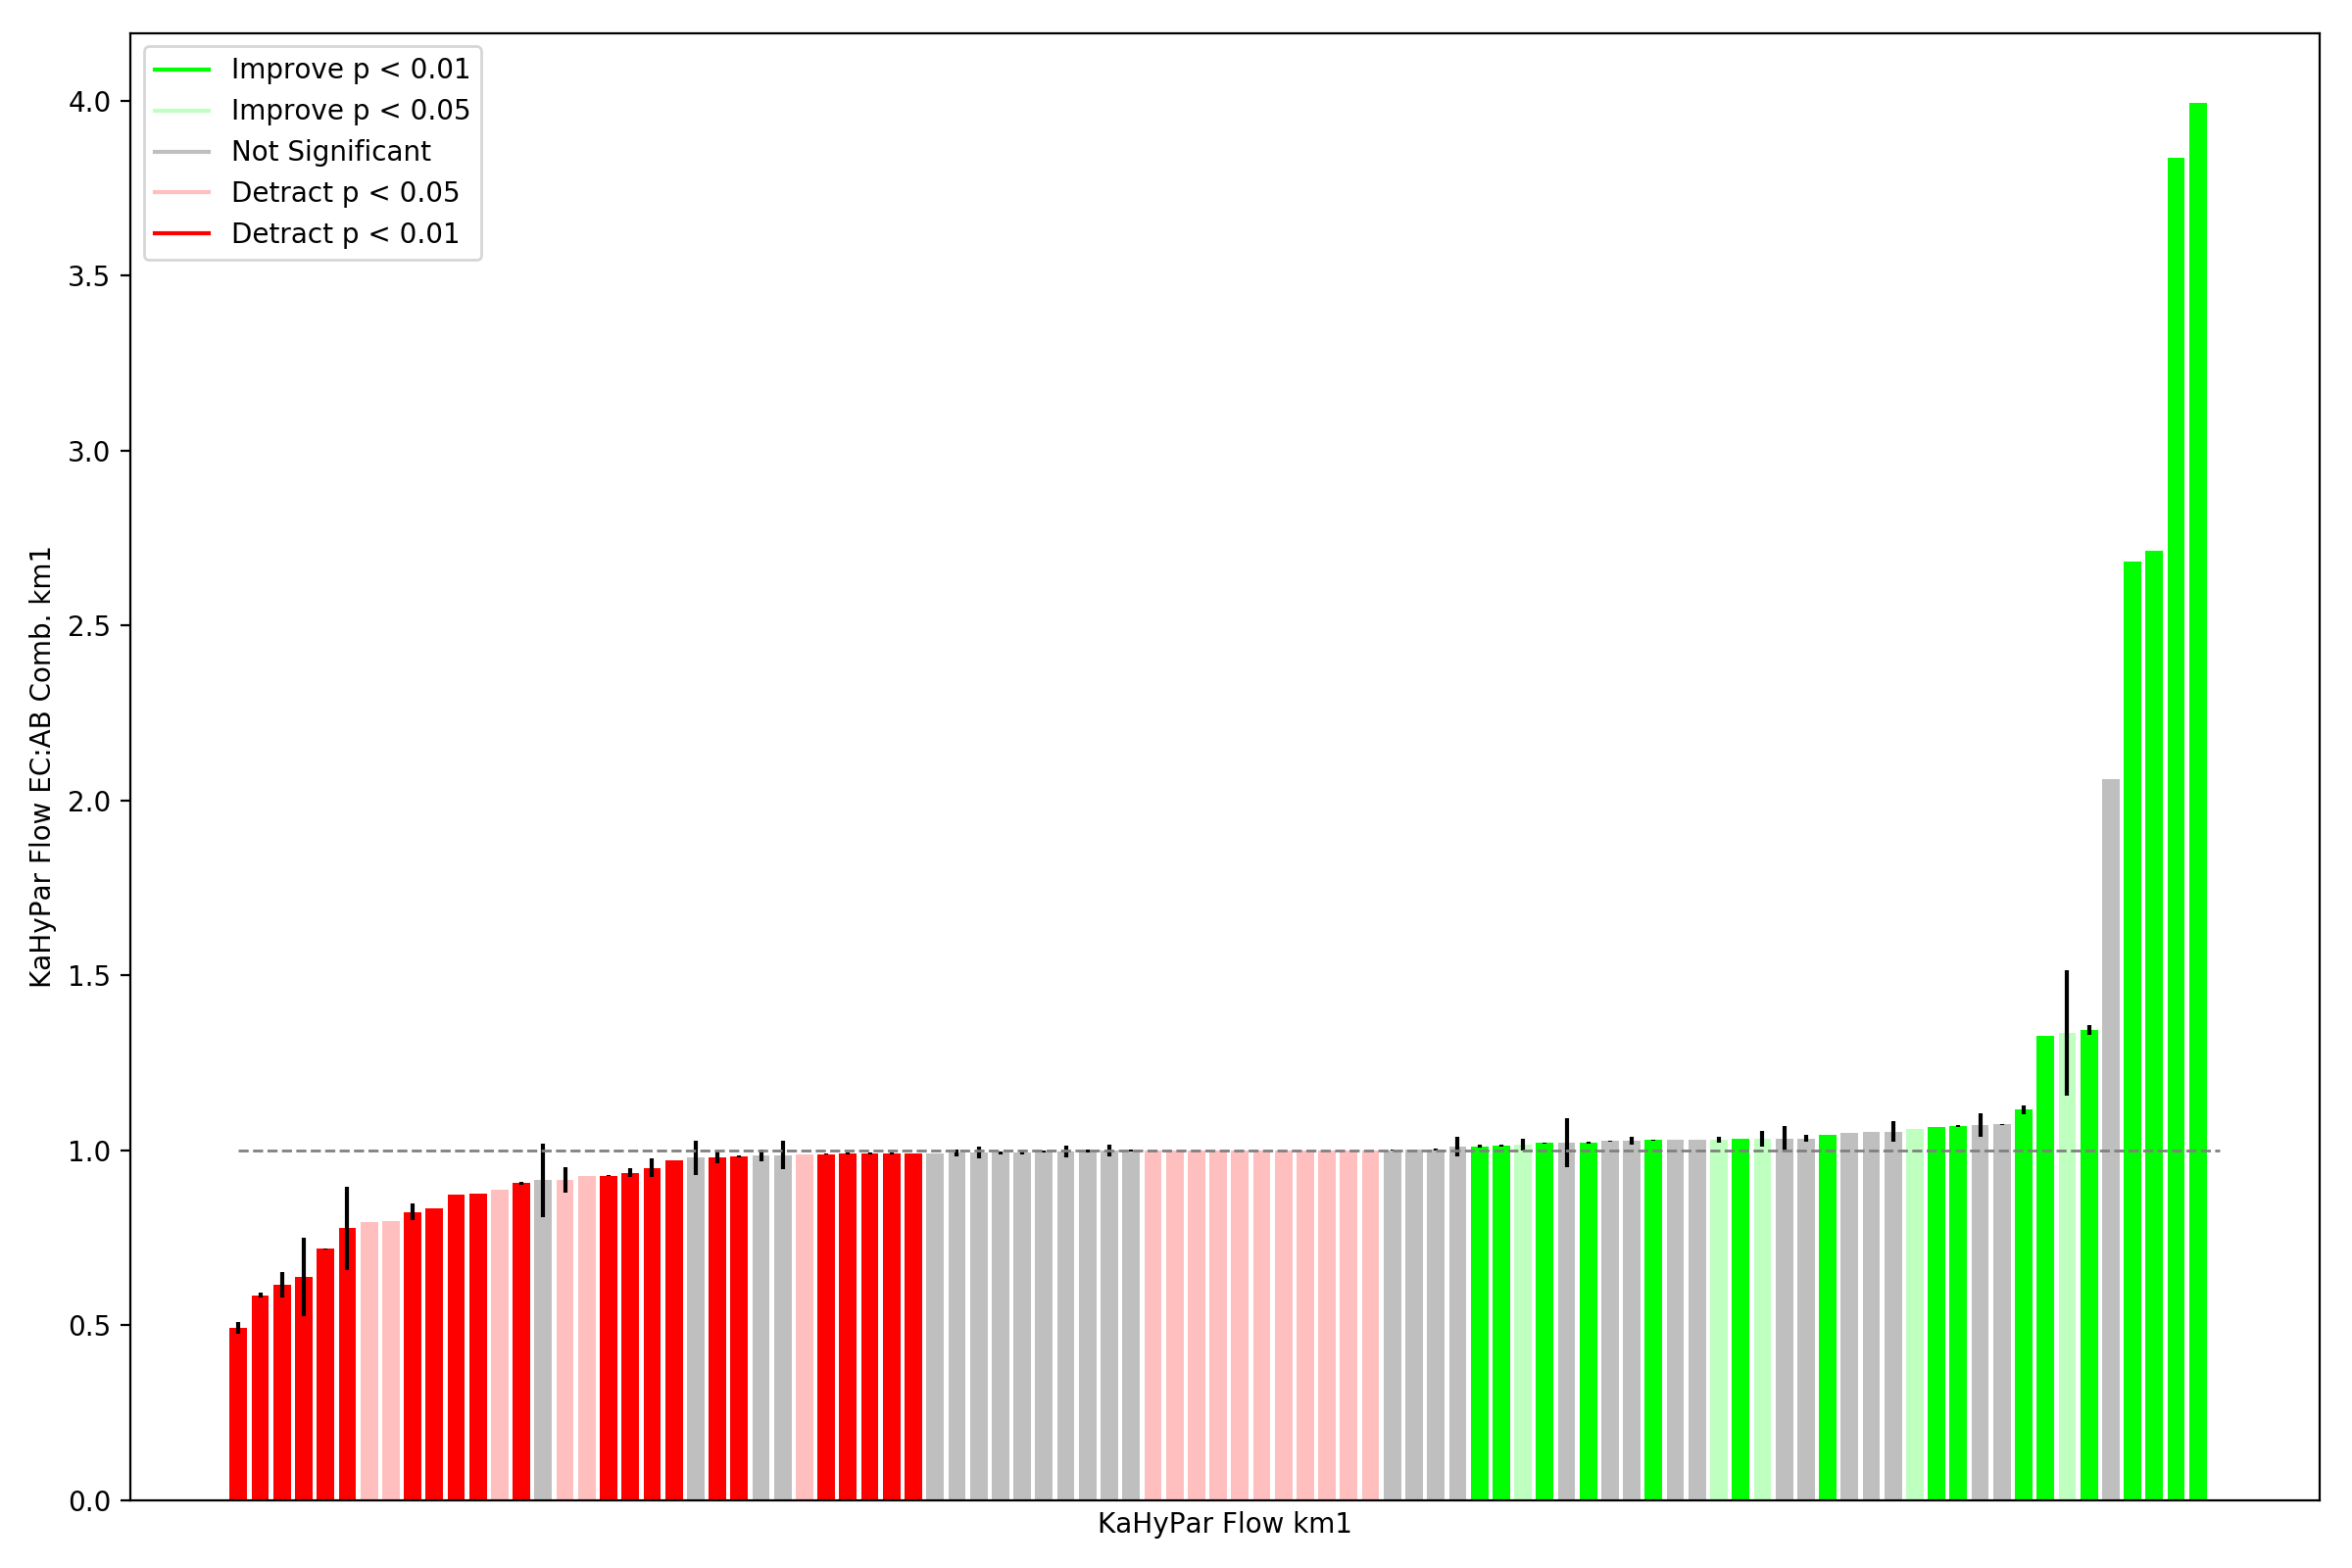 Improve p < 0.01
Improve p < 0.05
Not Significant
Detract p < 0.05
Detract p < 0.01
4.0
3.5
3.0
2.5
2.0
1.5
1.0
0.5
0.0
KaHyPar Flow EC:AB Comb. km1
KaHyPar Flow km1